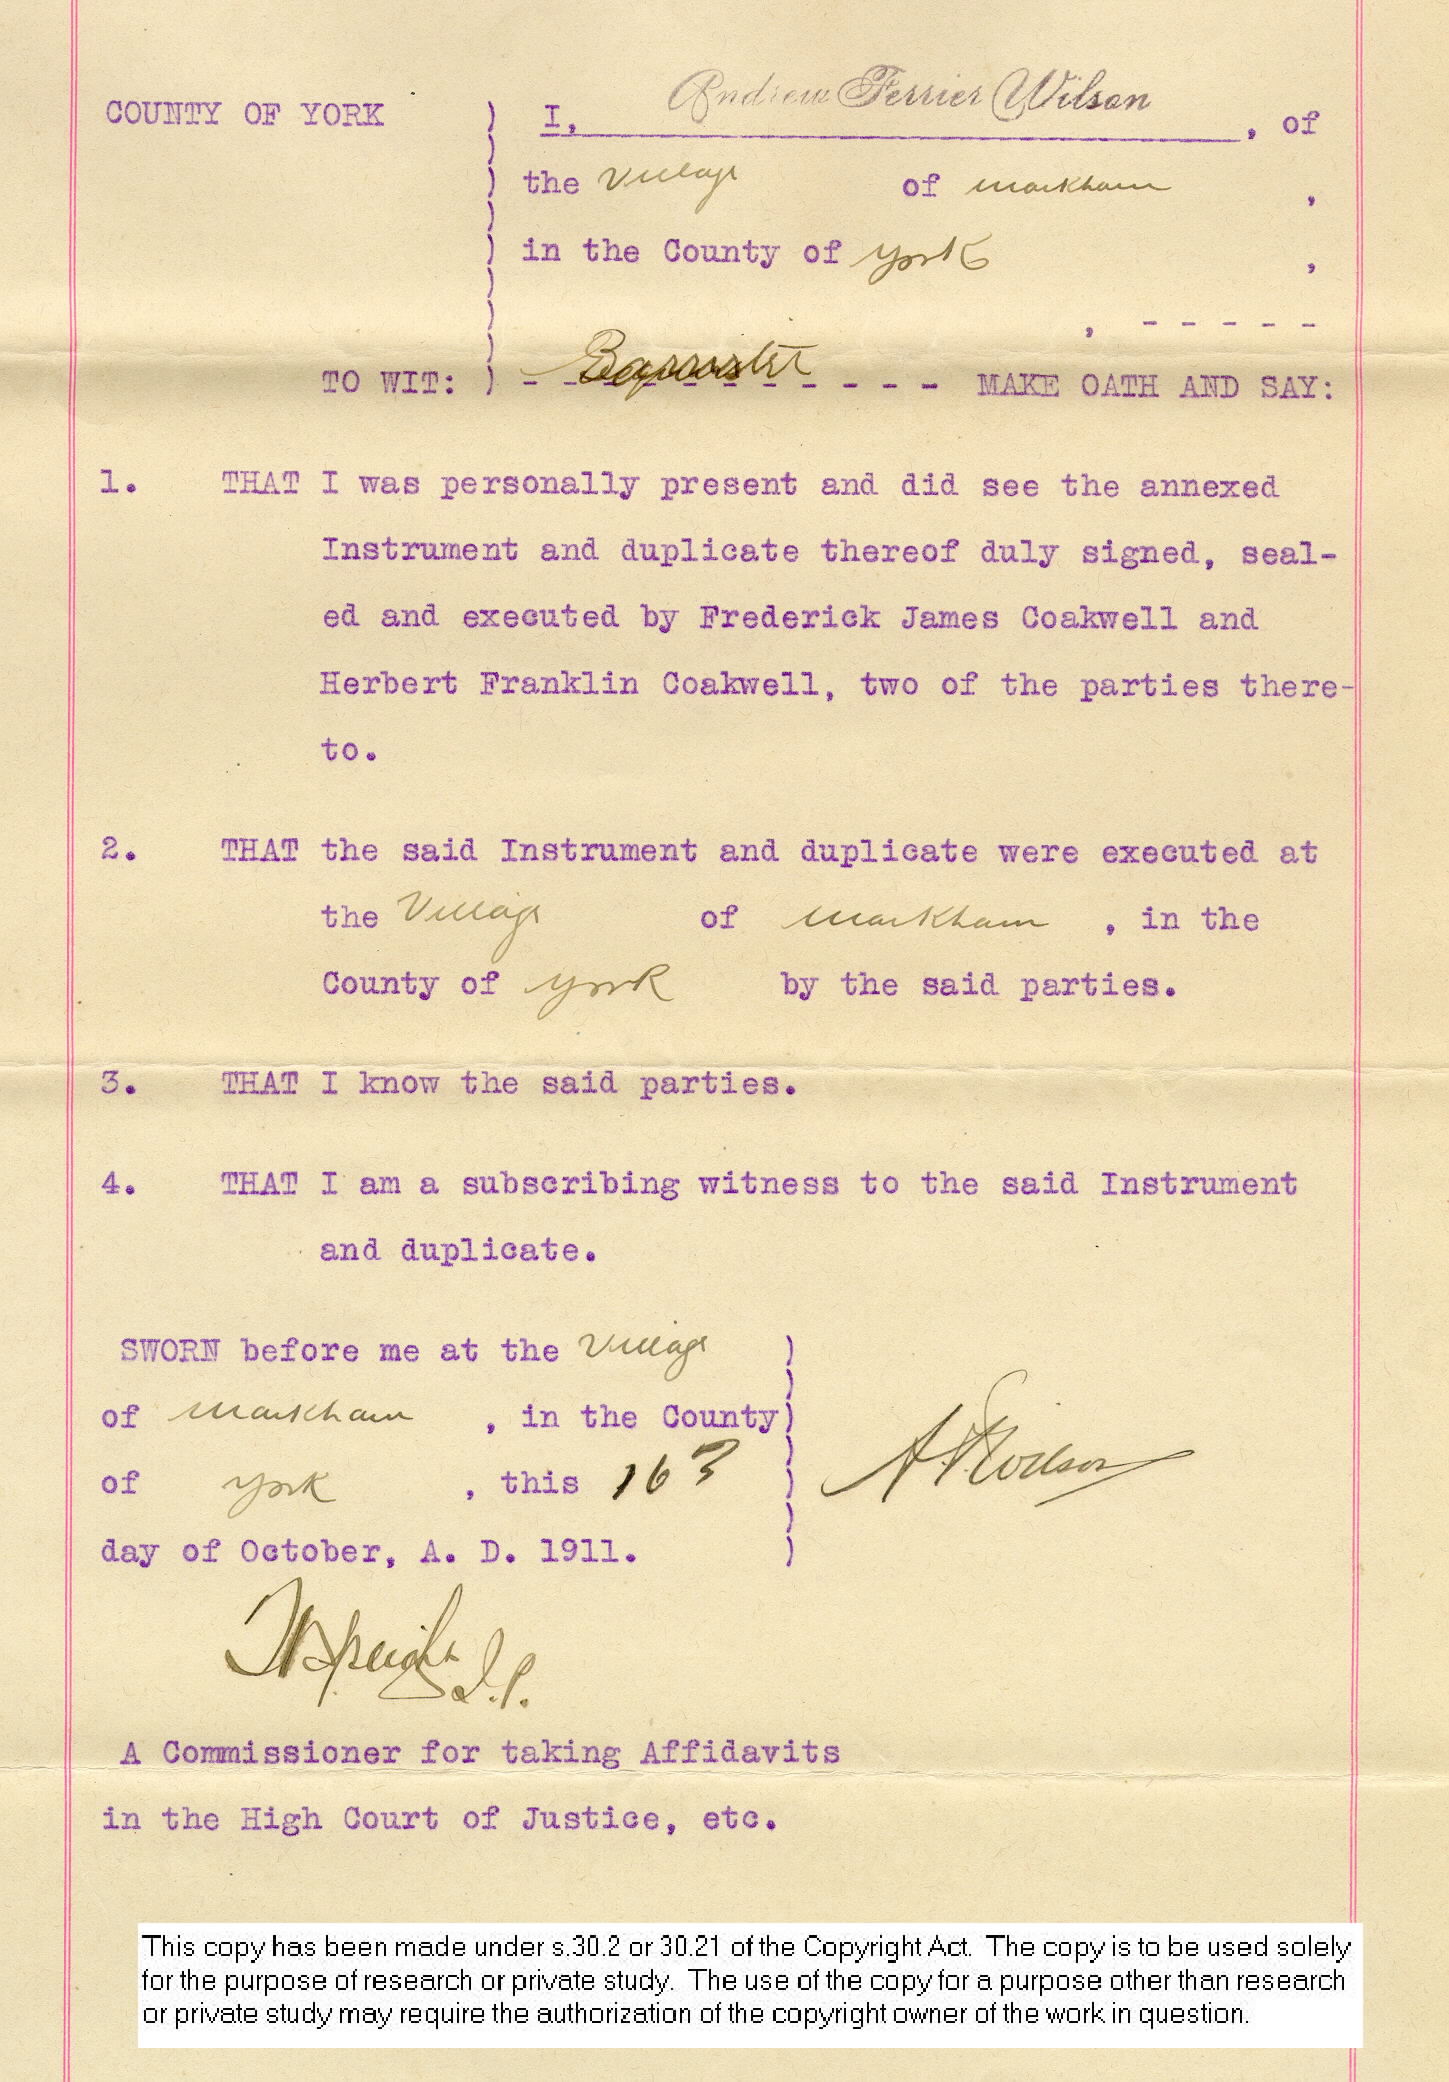 COUNTY OF YORK ) I, Andrew Ferrier Wilson, of
) the Village of Markham,
) in the County of York,
) , - - - - -
TO WIT: ) - - Barrister - - - - MAKE OATH AND SAY:
1. THAT I was personally present and did see the annexed
Instrument and duplicate thereof duly signed, seal-
ed and executed by Frederick James Coakwell and
Herbert Franklin Coakwell, two of the parties there-
to.
2. THAT the said Instrument and duplicate were executed at
the Village of Markham, in the
County of York by the said parties.
3. THAT I know the said parties.
4. THAT I am a subscribing witness to the said Instrument
and duplicate.
SWORN before me at the Village )
of Markham, in the County)
of York, this 16 ) A F Wilson
day of October, A. D. 1911. )
J.P.
A Commissioner for taking Affidavits
in the High Court of Justice, etc.
This copy has been made under s.30.2 or 30.21 of the Copyright Act. The copy is to be used solely
for the purpose of research or private study. The use of the copy for a purpose other than research
or private study may require the authorization of the copyright owner of the work in question.